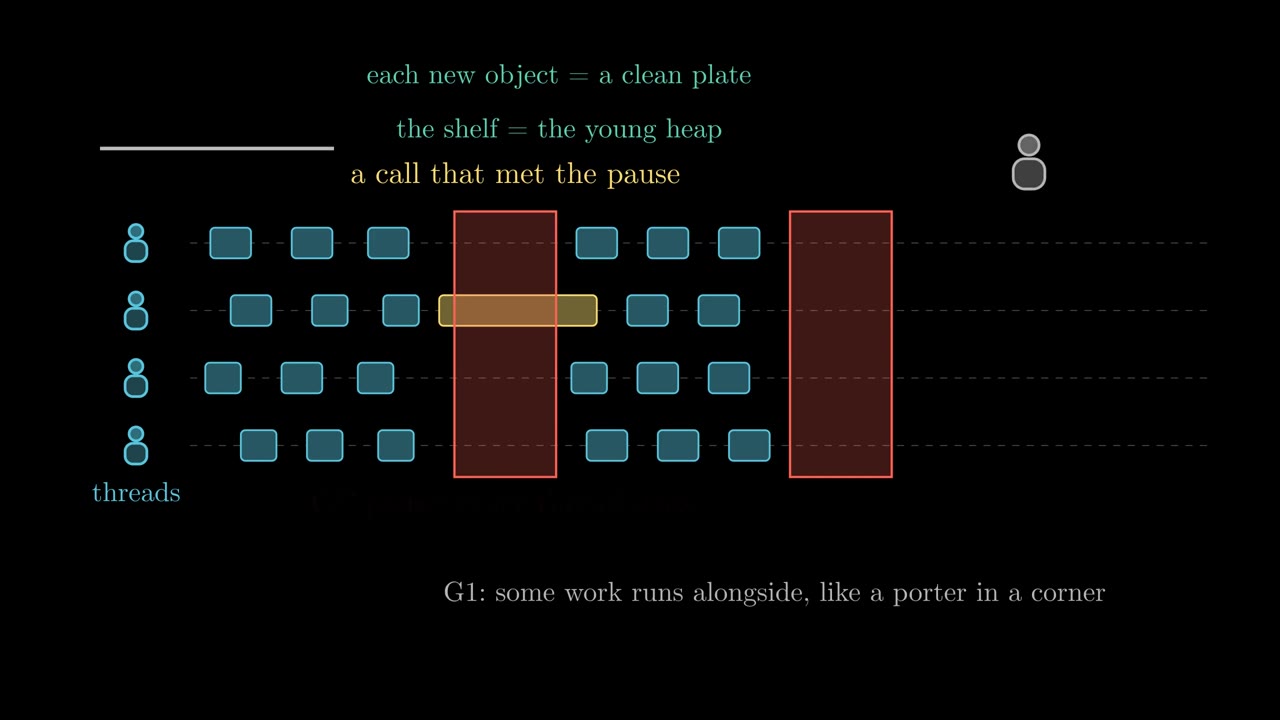 each new object = a clean plate
the shelf = the young heap
a call that met the pause
threads
G1: some work runs alongside, like a porter in a corner